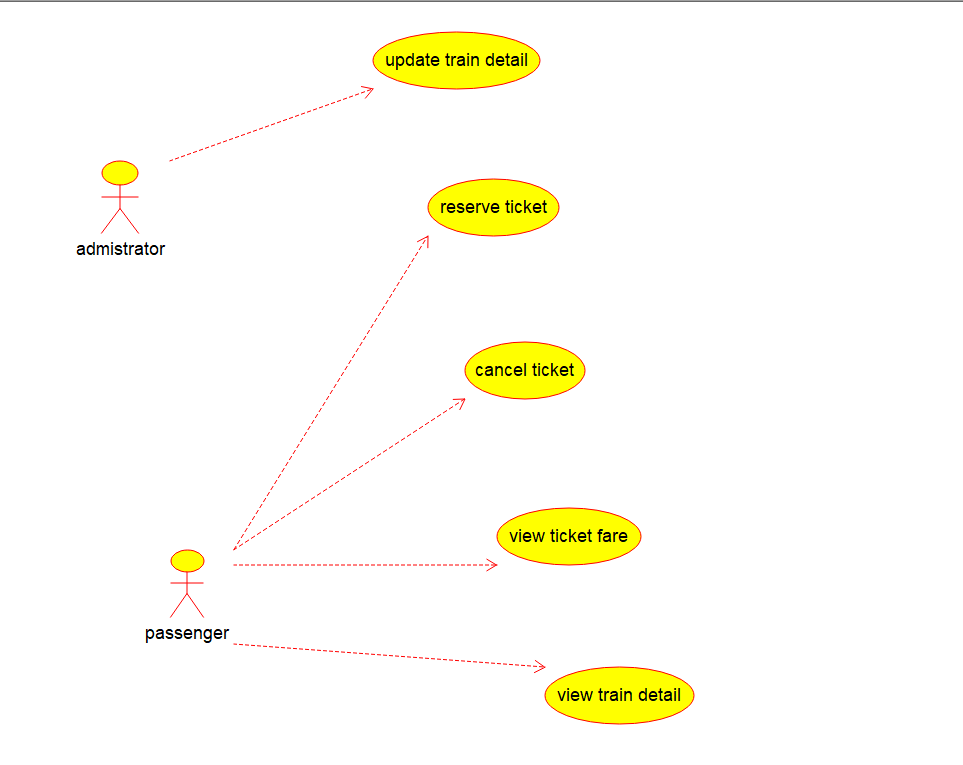 update train detail
reserve ticket
admistrator
cancel ticket
view ticket fare
passenger
view train detail